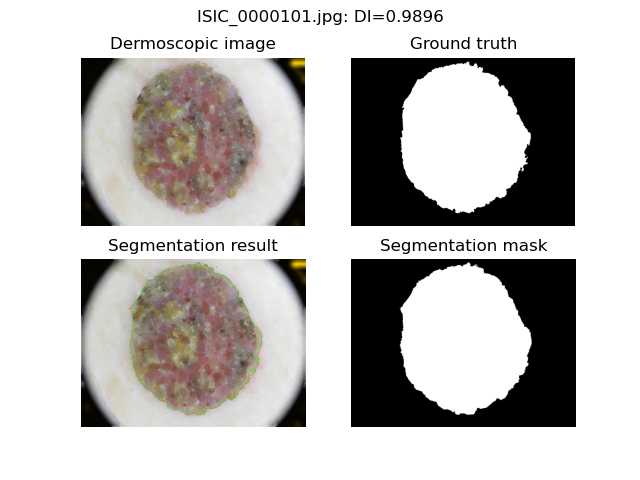 ISIC_0000101.jpg: DI=0.9896
Dermoscopic image
Ground truth
Segmentation result
Segmentation mask